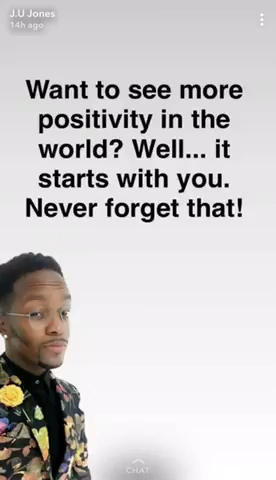 J.U Jones
14h ago
Want to see more
positivity in the
world? Well... it
starts with you.
Never forget that!
CHAT